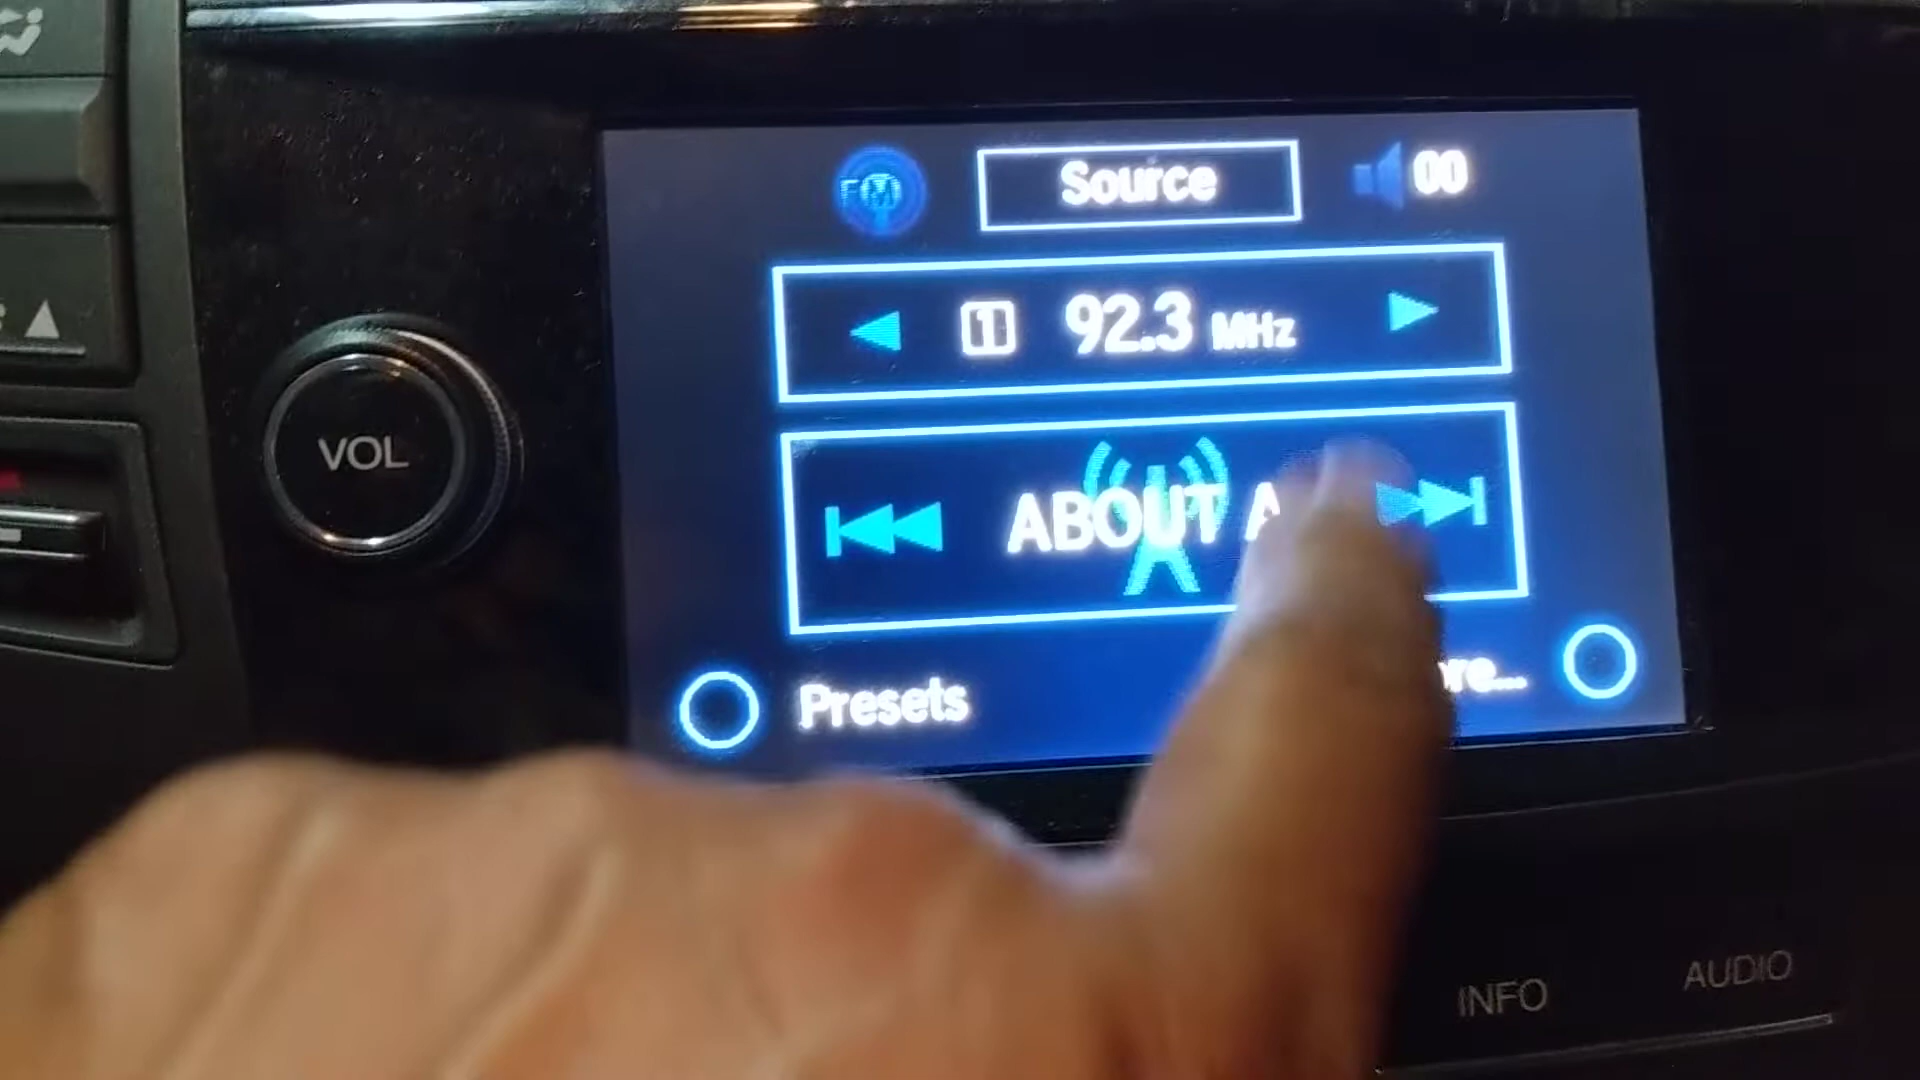 FM Source 00
1 92.3 MHz
ABOUT A
Presets
VOL
INFO AUDIO